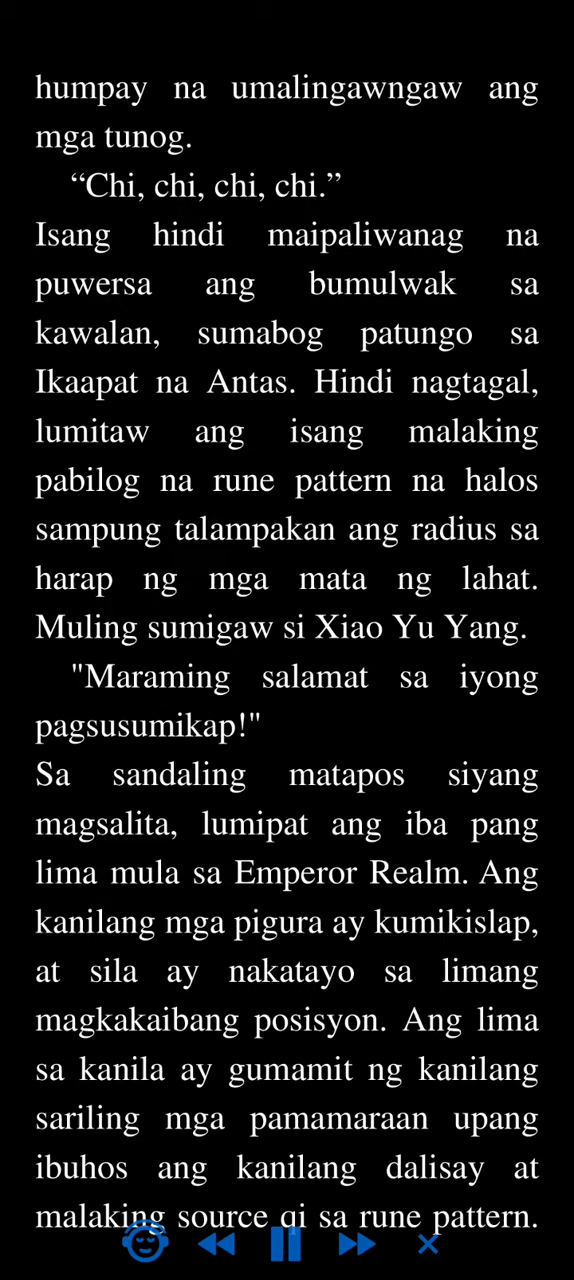 humpay na umalingawngaw ang
mga tunog.
“Chi, chi, chi, chi.”
Isang hindi maipaliwanag na
puwersa ang bumulwak sa
kawalan, sumabog patungo sa
Ikaapat na Antas. Hindi nagtagal,
lumitaw ang isang malaking
pabilog na rune pattern na halos
sampung talampakan ang radius sa
harap ng mga mata ng lahat.
Muling sumigaw si Xiao Yu Yang.
"Maraming salamat sa iyong
pagsusumikap!"
Sa sandaling matapos siyang
magsalita, lumipat ang iba pang
lima mula sa Emperor Realm. Ang
kanilang mga pigura ay kumikislap,
at sila ay nakatayo sa limang
magkakaibang posisyon. Ang lima
sa kanila ay gumamit ng kanilang
sariling mga pamamaraan upang
ibuhos ang kanilang dalisay at
malaking source qi sa rune pattern.